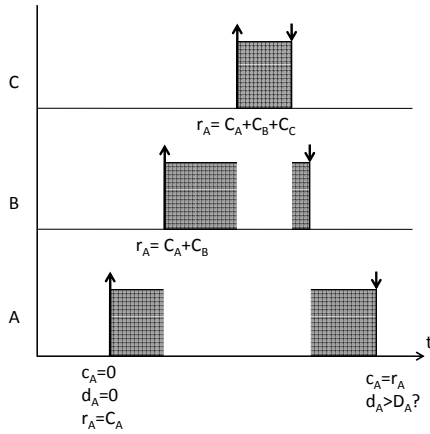 C
r_A= C_A+C_B+C_C
B
r_A= C_A+C_B
A
t
c_A=0
d_A=0
r_A=C_A
c_A=r_A
d_A>D_A?